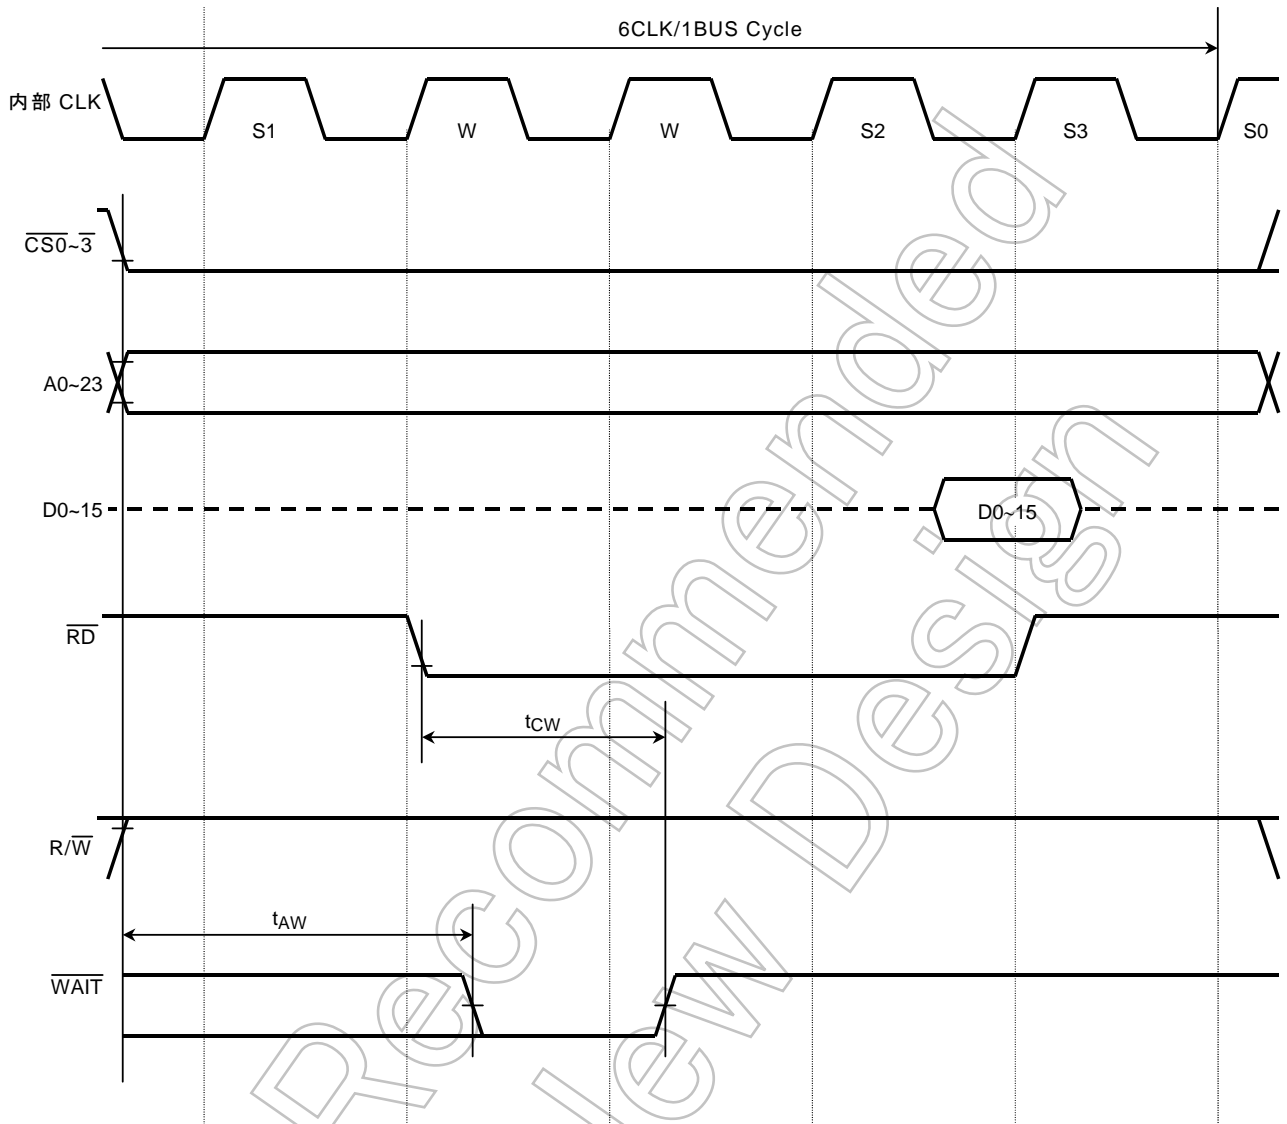 6CLK/1BUS Cycle
内部 CLK
S1 W W S2 S3 S0
CS0~3
A0~23
D0~15
D0~15
RD
tCW
R/W
tAW
WAIT
Recommended
ew Design